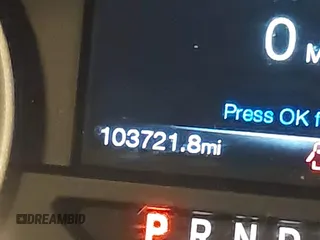 0 M
Press OK f
103721.8mi
P R N D
DREAMBID